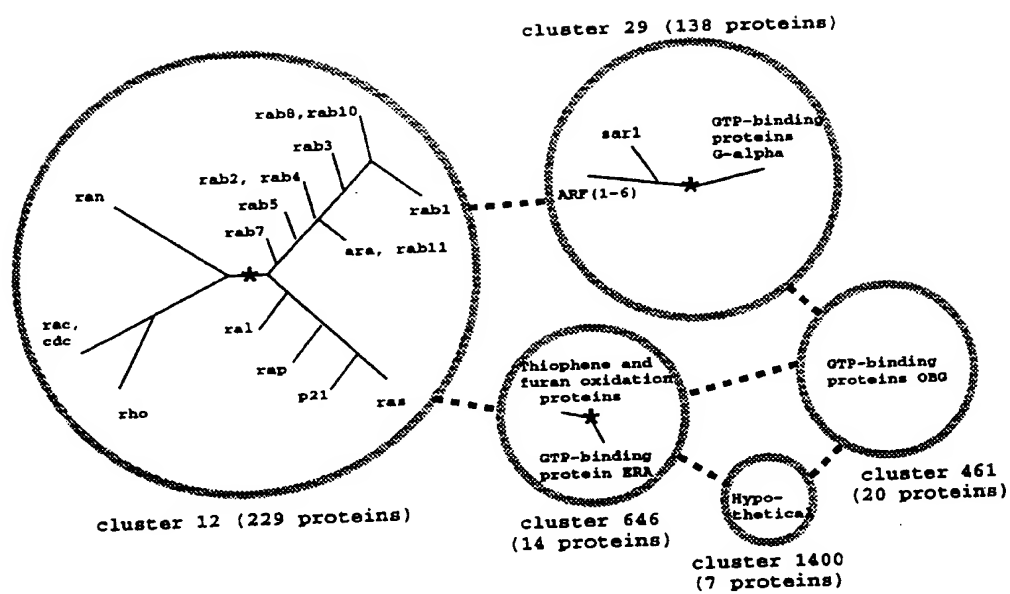 cluster 29 (138 proteins)
rab8,rab10
rab3
rab2, rab4
rab5
rab7
ran
rab1
ara, rab11
ral
rap
p21
ras
rac,
cdc
rho
*
cluster 12 (229 proteins)
sar1
GTP-binding
proteins
G-alpha
ARF(1-6)
*
Thiophene and
furan oxidation
proteins
*
GTP-binding
protein ERA
cluster 646
(14 proteins)
GTP-binding
proteins OBG
cluster 461
(20 proteins)
Hypo-
thetica
cluster 1400
(7 proteins)